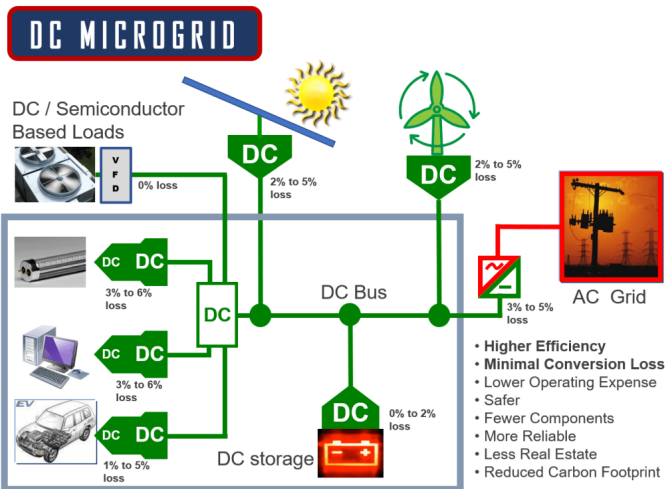 DC MICROGRID
DC / Semiconductor
Based Loads
V
F
D
0% loss
DC
2% to 5%
loss
DC
2% to 5%
loss
AC Grid
3% to 5%
loss
DC Bus
DC
DC DC
3% to 6%
loss
DC DC
3% to 6%
loss
EV
DC DC
1% to 5%
loss
DC
0% to 2%
loss
DC storage
• Higher Efficiency
• Minimal Conversion Loss
• Lower Operating Expense
• Safer
• Fewer Components
• More Reliable
• Less Real Estate
• Reduced Carbon Footprint